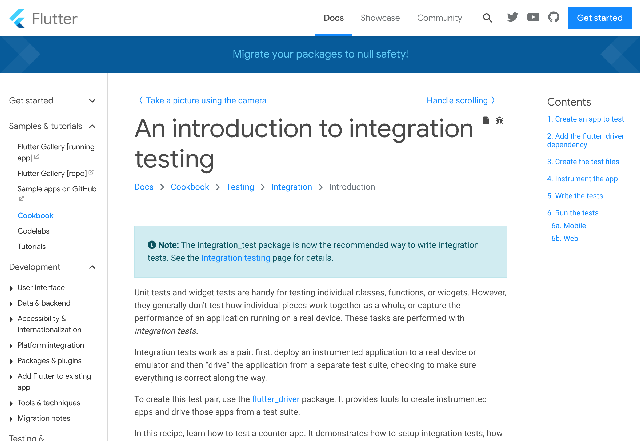 Flutter
Docs
Showcase
Community
Get started
Migrate your packages to null safety!
Get started
Samples & tutorials
Flutter Gallery [running
app]
Flutter Gallery [repo]
Sample apps on GitHub
Cookbook
Codelabs
Tutorials
Development
User interface
Data & backend
Accessibility &
internationalization
Platform integration
Packages & plugins
Add Flutter to existing
app
Tools & techniques
Migration notes
Testing &
Take a picture using the camera
Handle scrolling
An introduction to integration
testing
Docs > Cookbook > Testing > Integration > Introduction
Note: The integration_test package is now the recommended way to write integration
tests. See the Integration testing page for details.
Unit tests and widget tests are handy for testing individual classes, functions, or widgets. However,
they generally don't test how individual pieces work together as a whole, or capture the
performance of an application running on a real device. These tasks are performed with
integration tests.
Integration tests work as a pair: first, deploy an instrumented application to a real device or
emulator and then "drive" the application from a separate test suite, checking to make sure
everything is correct along the way.
To create this test pair, use the flutter_driver package. It provides tools to create instrumented
apps and drive those apps from a test suite.
In this recipe, learn how to test a counter app. It demonstrates how to setup integration tests, how
Contents
1. Create an app to test
2. Add the flutter_driver
dependency
3. Create the test files
4. Instrument the app
5. Write the tests
6. Run the tests
6a. Mobile
6b. Web